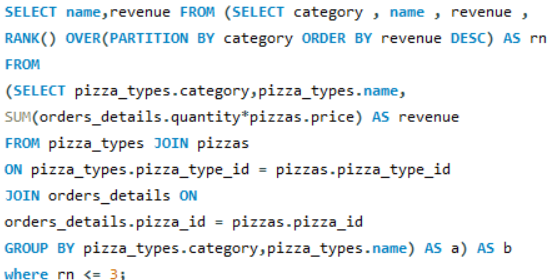 SELECT name,revenue FROM (SELECT category , name , revenue ,
RANK() OVER(PARTITION BY category ORDER BY revenue DESC) AS rn
FROM
(SELECT pizza_types.category,pizza_types.name,
SUM(orders_details.quantity*pizzas.price) AS revenue
FROM pizza_types JOIN pizzas
ON pizza_types.pizza_type_id = pizzas.pizza_type_id
JOIN orders_details ON
orders_details.pizza_id = pizzas.pizza_id
GROUP BY pizza_types.category,pizza_types.name) AS a) AS b
where rn <= 3;